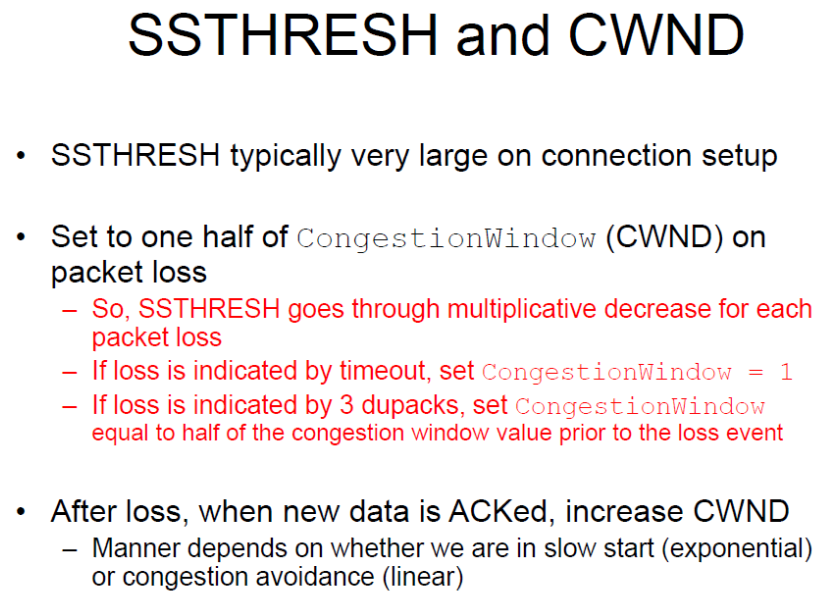 SSTHRESH and CWND
• SSTHRESH typically very large on connection setup
• Set to one half of CongestionWindow (CWND) on
packet loss
– So, SSTHRESH goes through multiplicative decrease for each
packet loss
– If loss is indicated by timeout, set CongestionWindow = 1
– If loss is indicated by 3 dupacks, set CongestionWindow
equal to half of the congestion window value prior to the loss event
• After loss, when new data is ACKed, increase CWND
– Manner depends on whether we are in slow start (exponential)
or congestion avoidance (linear)